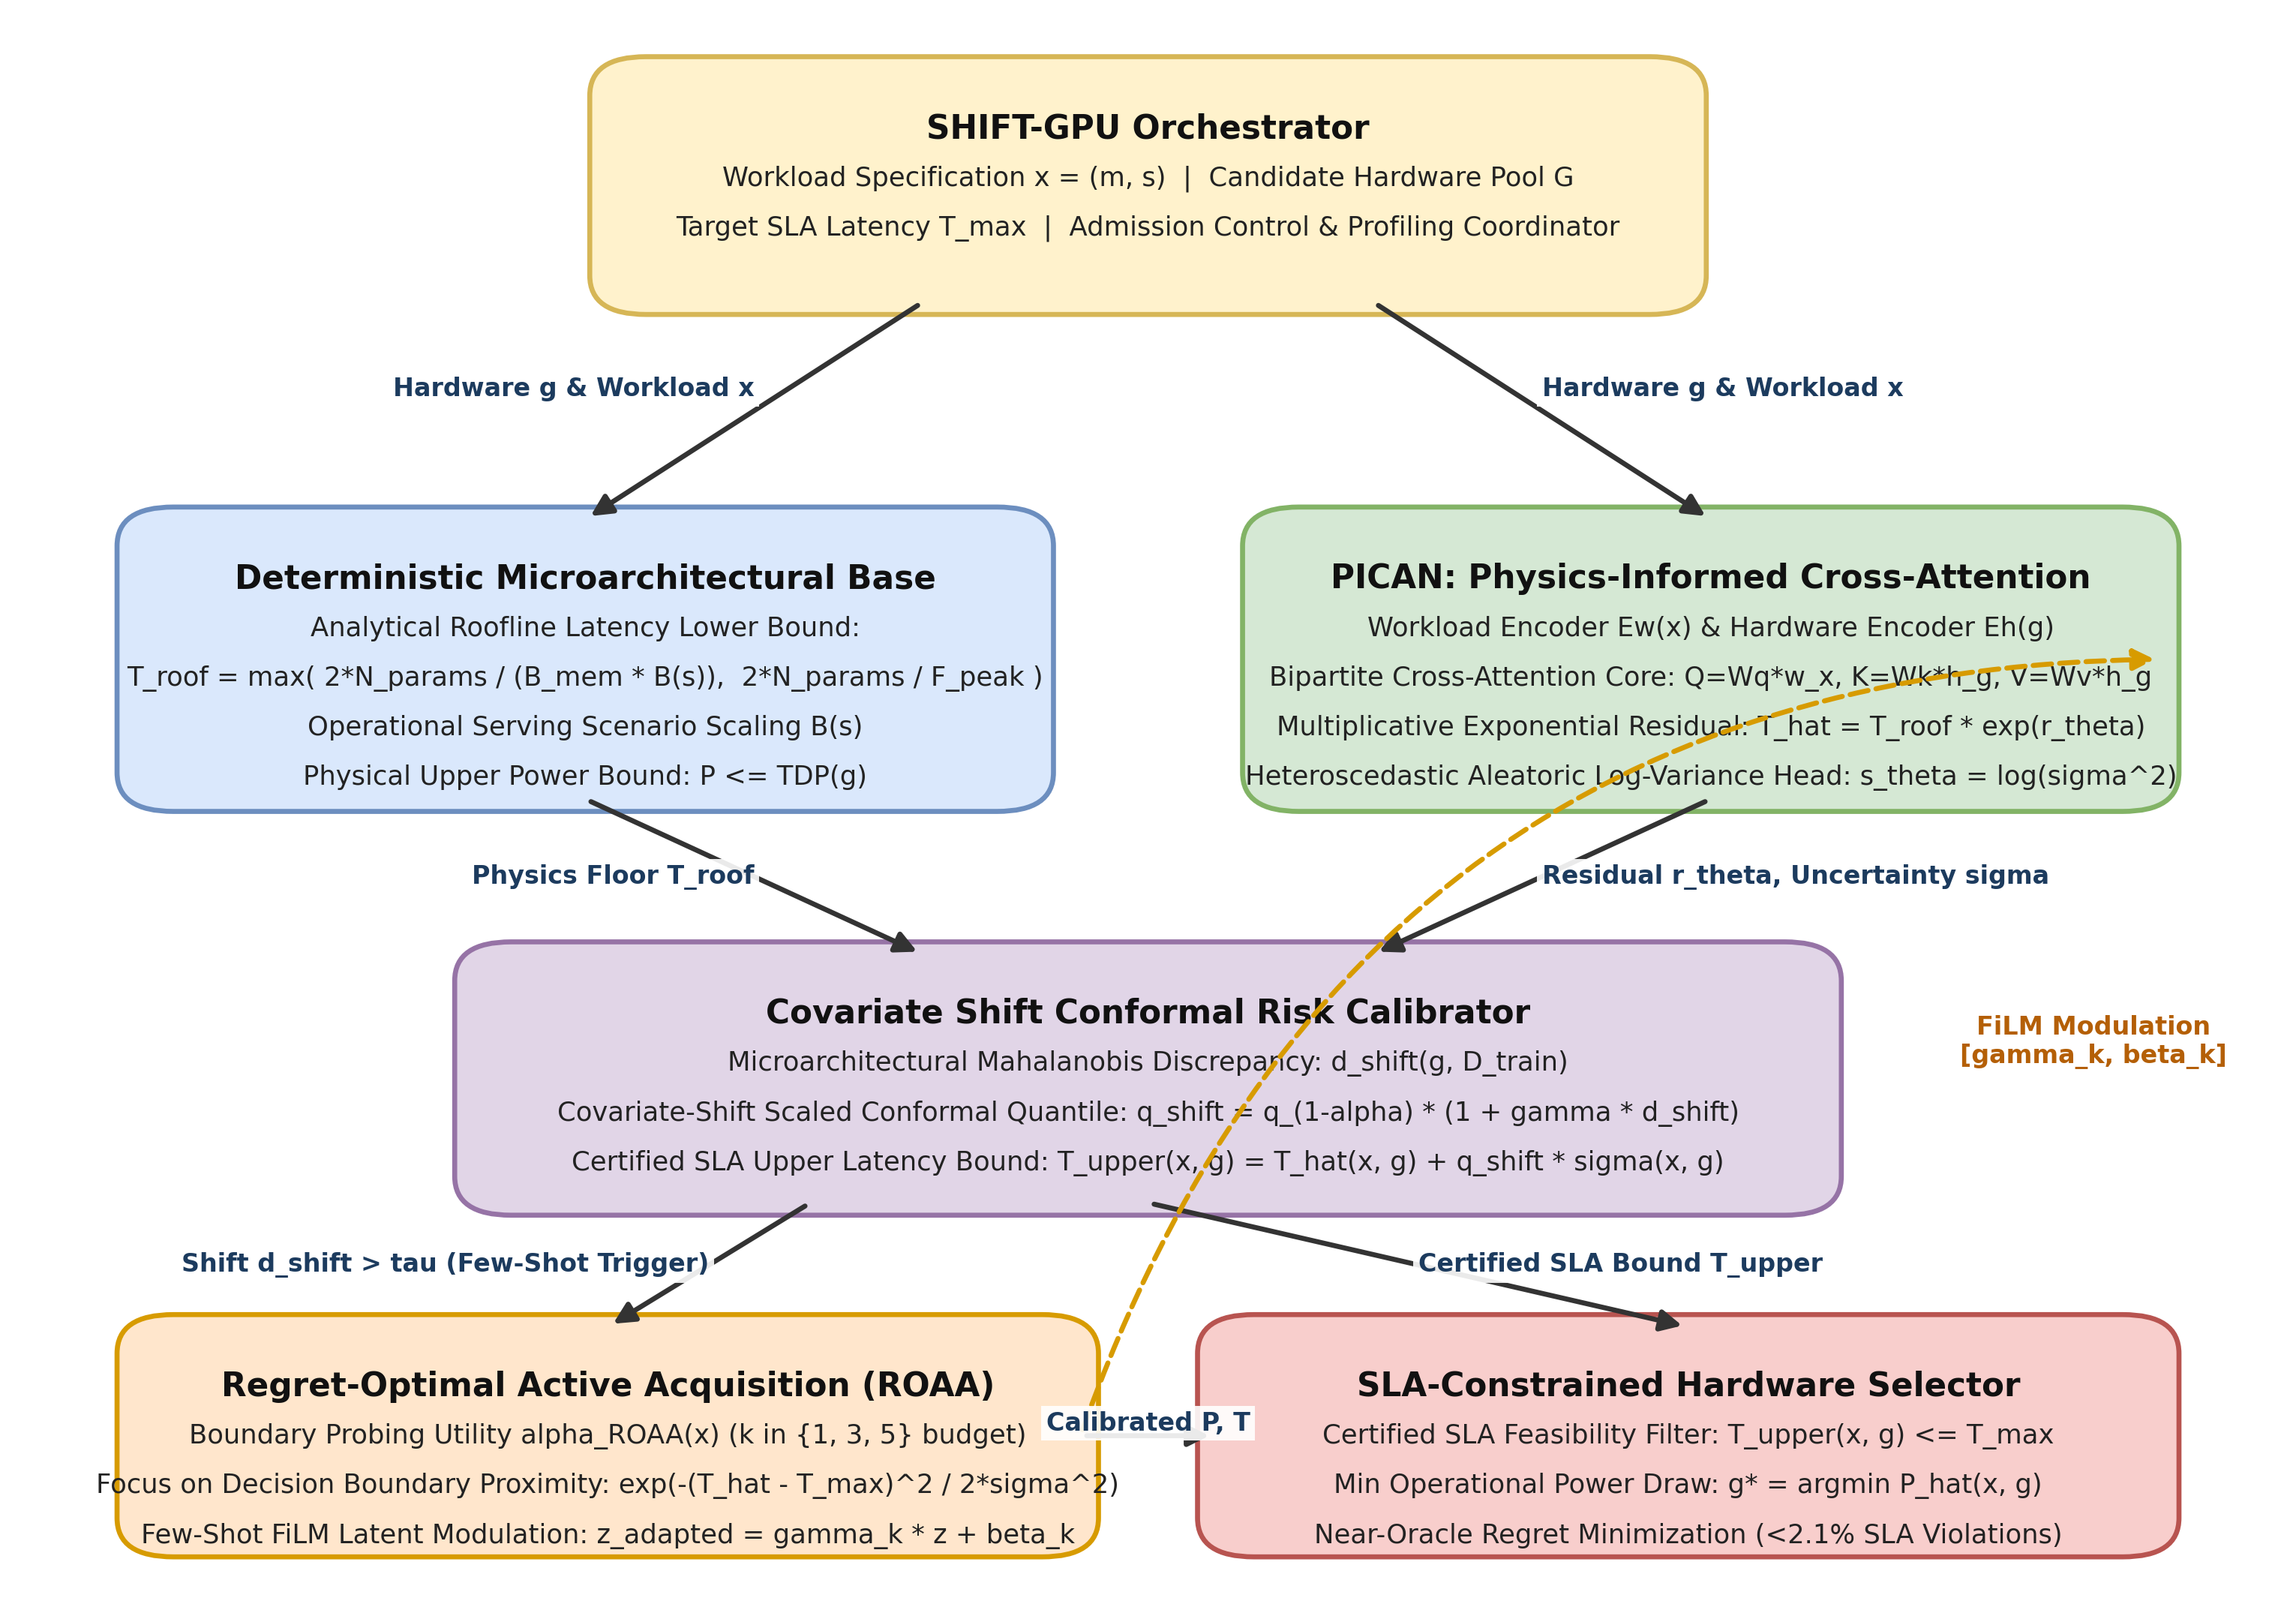 SHIFT-GPU Orchestrator
Workload Specification x = (m, s)  |  Candidate Hardware Pool G
Target SLA Latency T_max  |  Admission Control & Profiling Coordinator
Hardware g & Workload x
Hardware g & Workload x
Deterministic Microarchitectural Base
Analytical Roofline Latency Lower Bound:
T_roof = max( 2*N_params / (B_mem * B(s)),  2*N_params / F_peak )
Operational Serving Scenario Scaling B(s)
Physical Upper Power Bound: P <= TDP(g)
PICAN: Physics-Informed Cross-Attention
Workload Encoder Ew(x) & Hardware Encoder Eh(g)
Bipartite Cross-Attention Core: Q=Wq*w_x, K=Wk*h_g, V=Wv*h_g
Multiplicative Exponential Residual: T_hat = T_roof * exp(r_theta)
Heteroscedastic Aleatoric Log-Variance Head: s_theta = log(sigma^2)
Physics Floor T_roof
Residual r_theta, Uncertainty sigma
Covariate Shift Conformal Risk Calibrator
Microarchitectural Mahalanobis Discrepancy: d_shift(g, D_train)
Covariate-Shift Scaled Conformal Quantile: q_shift = q_(1-alpha) * (1 + gamma * d_shift)
Certified SLA Upper Latency Bound: T_upper(x, g) = T_hat(x, g) + q_shift * sigma(x, g)
FiLM Modulation
[gamma_k, beta_k]
Shift d_shift > tau (Few-Shot Trigger)
Certified SLA Bound T_upper
Regret-Optimal Active Acquisition (ROAA)
Boundary Probing Utility alpha_ROAA(x) (k in {1, 3, 5} budget)
Focus on Decision Boundary Proximity: exp(-(T_hat - T_max)^2 / 2*sigma^2)
Few-Shot FiLM Latent Modulation: z_adapted = gamma_k * z + beta_k
Calibrated P, T
SLA-Constrained Hardware Selector
Certified SLA Feasibility Filter: T_upper(x, g) <= T_max
Min Operational Power Draw: g* = argmin P_hat(x, g)
Near-Oracle Regret Minimization (<2.1% SLA Violations)